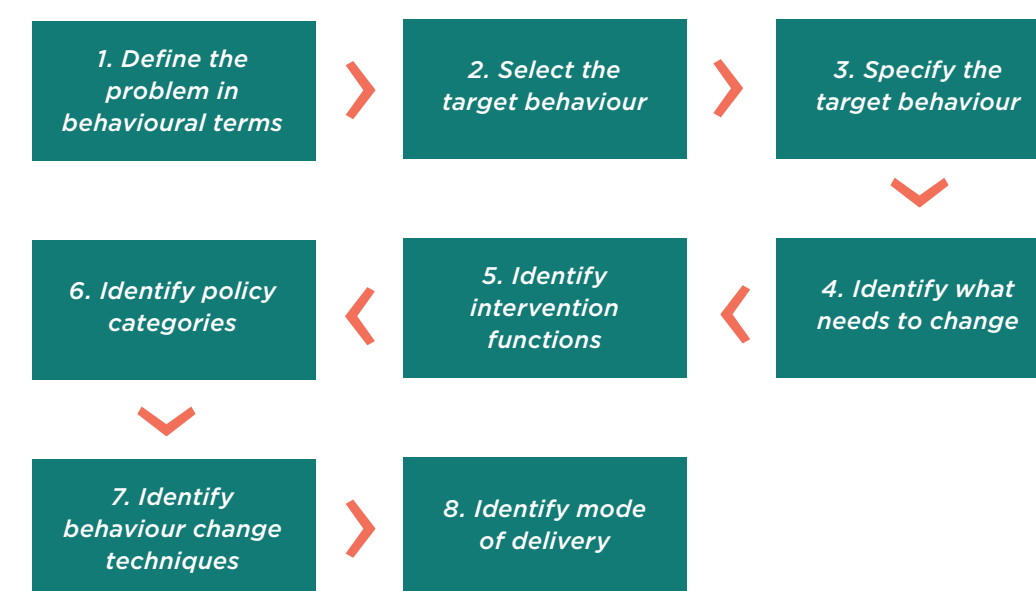 1. Define the
problem in
behavioural terms
2. Select the
target behaviour
3. Specify the
target behaviour
4. Identify what
needs to change
5. Identify
intervention
functions
6. Identify policy
categories
7. Identify
behaviour change
techniques
8. Identify mode
of delivery